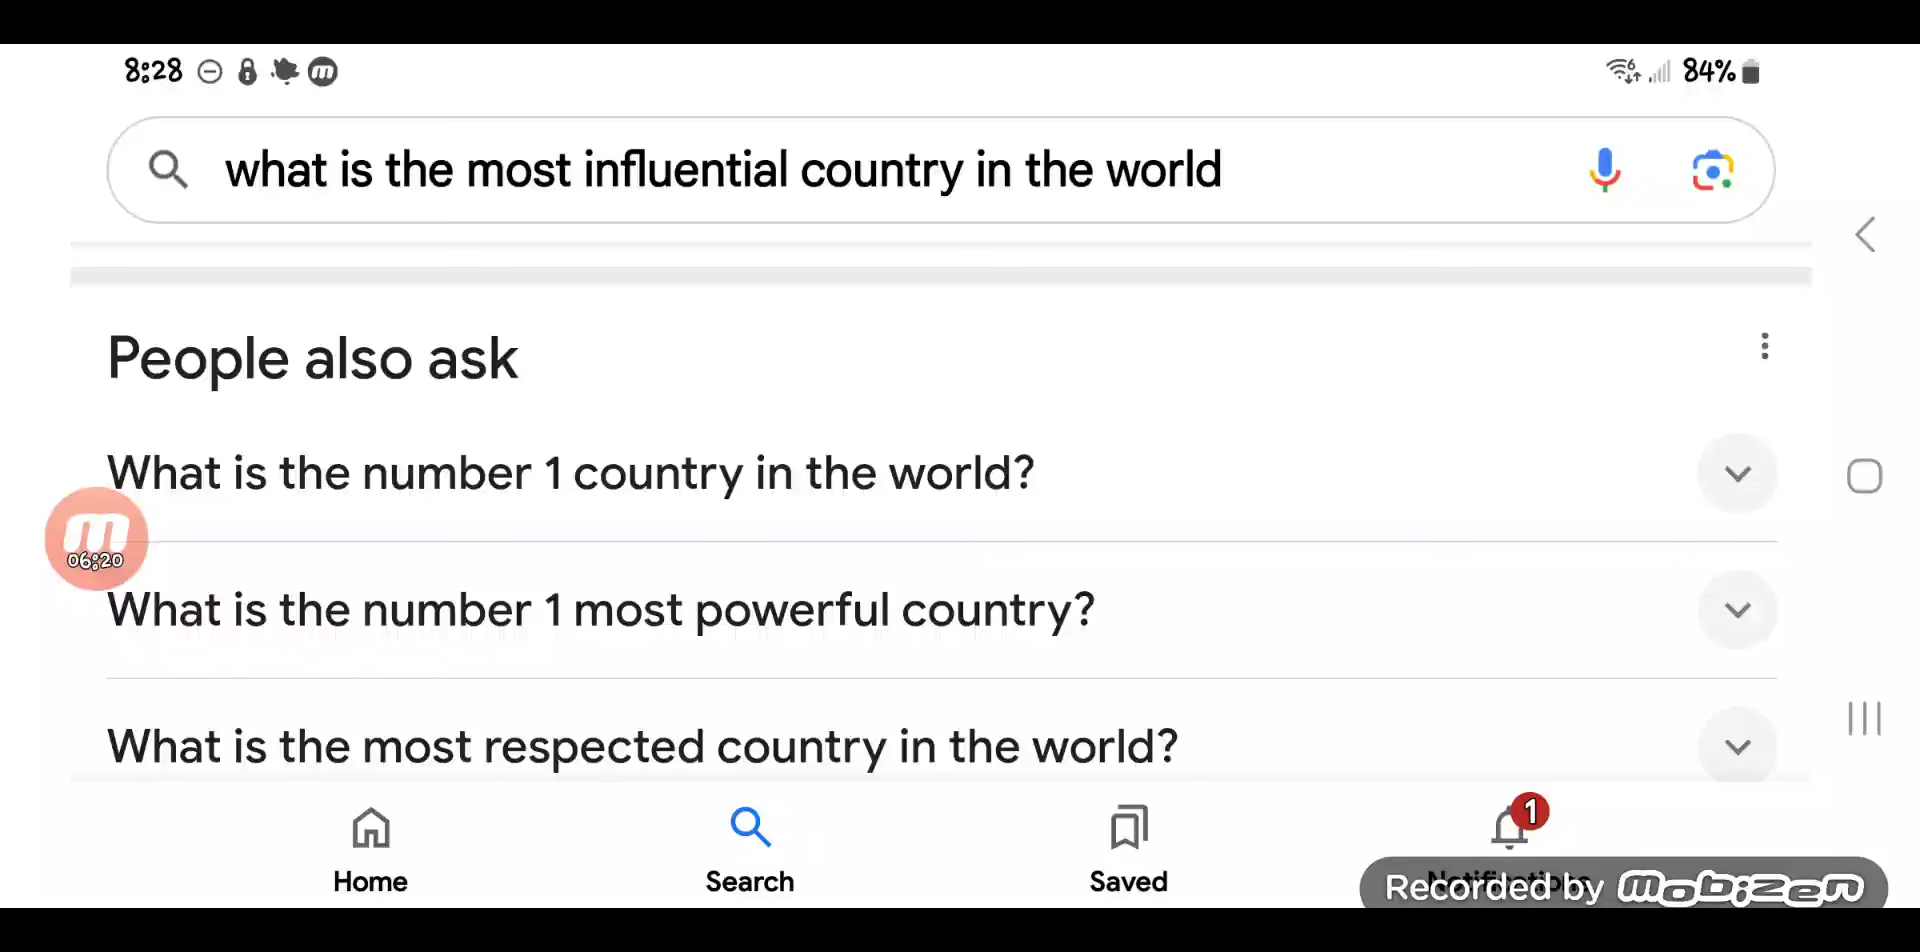 8:28
84%
what is the most influential country in the world
People also ask
What is the number 1 country in the world?
06:20
What is the number 1 most powerful country?
What is the most respected country in the world?
1
Home
Search
Saved
Notifications
Recorded by mobizen